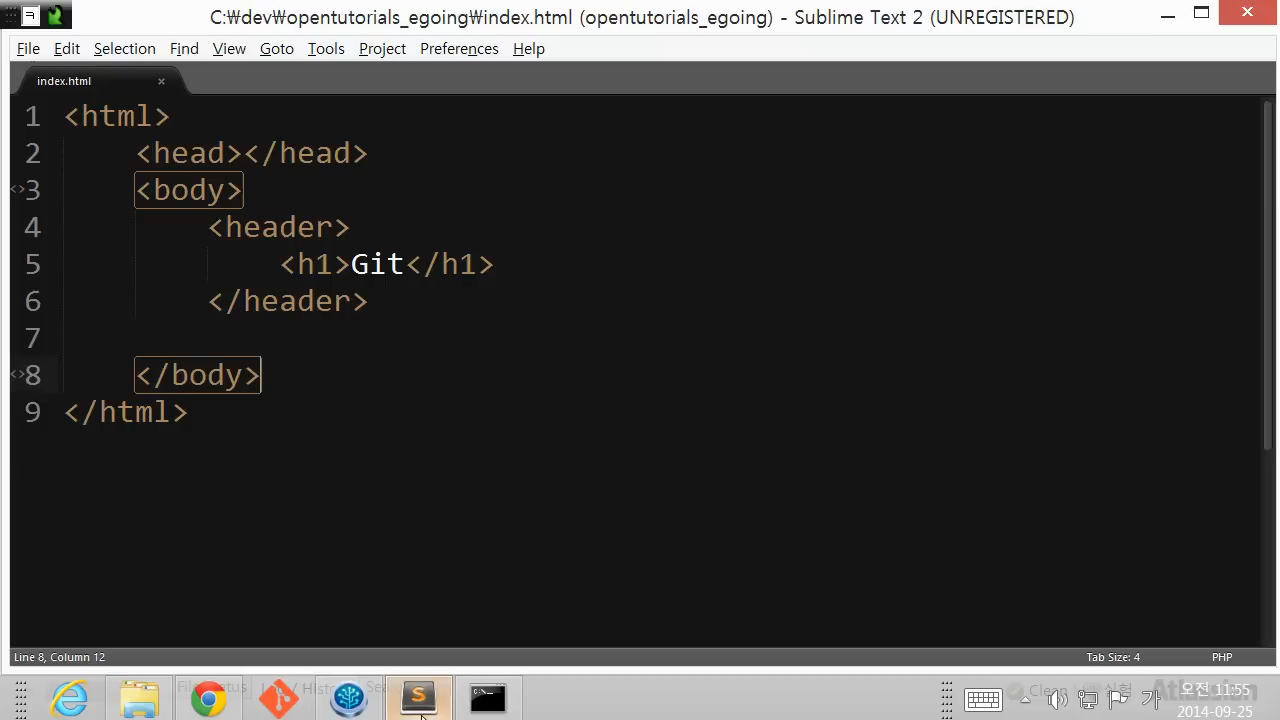 C:₩dev₩opentutorials_egoing₩index.html (opentutorials_egoing) - Sublime Text 2 (UNREGISTERED)
File Edit Selection Find View Goto Tools Project Preferences Help
index.html
1 <html>
2 <head></head>
3 <body>
4 <header>
5 <h1>Git</h1>
6 </header>
7
8 </body>
9 </html>
Line 8, Column 12
Tab Size: 4 PHP
S
C:\_
가
오전 11:55
2014-09-25